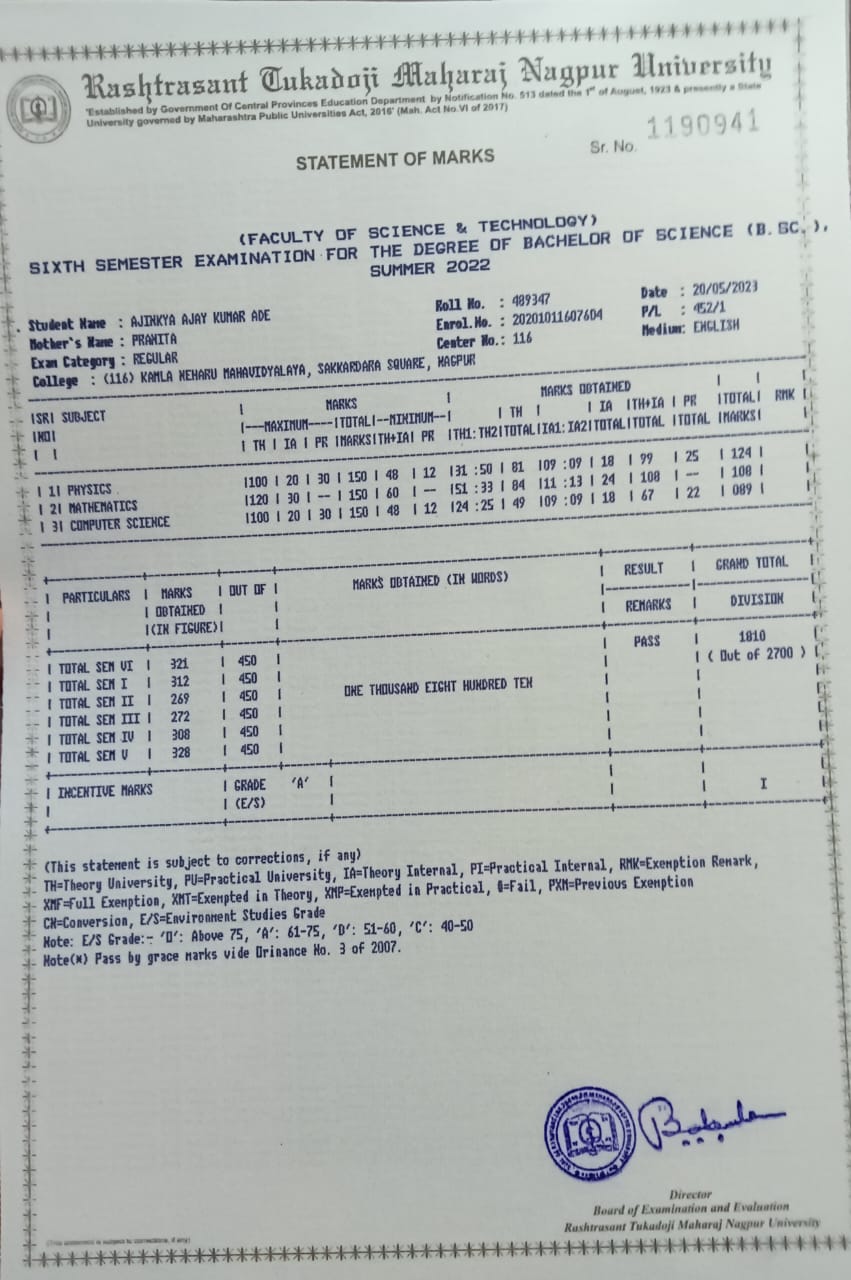 Rashtrasant Tukadoji Maharaj Nagpur University
'Established by Government Of Central Provinces Education Department by Notification No. 513 dated the 1st of August, 1923 & presently a State
University governed by Maharashtra Public Universities Act, 2016' (Mah. Act No.VI of 2017)
Sr. No. 1190941
STATEMENT OF MARKS
(FACULTY OF SCIENCE & TECHNOLOGY)
SIXTH SEMESTER EXAMINATION FOR THE DEGREE OF BACHELOR OF SCIENCE (B.SC.),
SUMMER 2022
Student Name : AJINKYA AJAY KUMAR ADE Roll No. : 489347 Date : 20/05/2023
Mother's Name : PRANITA Enrol.No. : 20201011607604 P/L : 452/1
Exam Category : REGULAR Center No.: 116 Medium: ENGLISH
College : (116) KAMLA NEHARU MAHAVIDYALAYA, SAKKARDARA SQUARE, NAGPUR
| MARKS | MARKS OBTAINED | |
|SR| SUBJECT |---MAXIMUM----|TOTAL|--MINIMUM--| | TH | | IA |TH+IA | PR |TOTAL| RMK |
|NO| | TH | IA | PR |MARKS|TH+IA| PR |TH1:TH2|TOTAL|IA1:IA2|TOTAL|TOTAL |TOTAL |MARKS|
| 1| PHYSICS |100 | 20 | 30 | 150 | 48 | 12 |31 :50 | 81 |09 :09 | 18 | 99 | 25 | 124 |
| 2| MATHEMATICS |120 | 30 | -- | 150 | 60 | -- |51 :33 | 84 |11 :13 | 24 | 108 | -- | 108 |
| 3| COMPUTER SCIENCE |100 | 20 | 30 | 150 | 48 | 12 |24 :25 | 49 |09 :09 | 18 | 67 | 22 | 089 |
| PARTICULARS | MARKS | OUT OF | MARKS OBTAINED (IN WORDS) | RESULT | GRAND TOTAL
| | OBTAINED | |
| |(IN FIGURE)| | | REMARKS | DIVISION
| TOTAL SEM VI | 321 | 450 | | PASS | 1810
| TOTAL SEM I | 312 | 450 | | | ( Out of 2700 ) |
| TOTAL SEM II | 269 | 450 | ONE THOUSAND EIGHT HUNDRED TEN
| TOTAL SEM III | 272 | 450 |
| TOTAL SEM IV | 308 | 450 |
| TOTAL SEM V | 328 | 450 |
| INCENTIVE MARKS | GRADE 'A' | | | I
| | (E/S) |
(This statement is subject to corrections, if any)
TH=Theory University, PU=Practical University, IA=Theory Internal, PI=Practical Internal, RMK=Exemption Remark,
XMF=Full Exemption, XMT=Exempted in Theory, XMP=Exempted in Practical, @=Fail, PXM=Previous Exemption
CN=Conversion, E/S=Environment Studies Grade
Note: E/S Grade:- 'O': Above 75, 'A': 61-75, 'B': 51-60, 'C': 40-50
Note(*) Pass by grace marks vide Orinance No. 3 of 2007.
Director
Board of Examination and Evaluation
Rashtrasant Tukadoji Maharaj Nagpur University
(This statement is subject to corrections, if any)